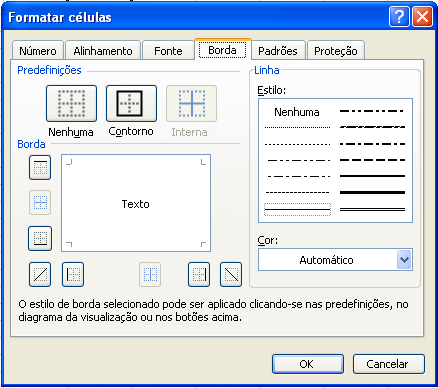 Formatar células
Número Alinhamento Fonte Borda Padrões Proteção
Predefinições
Nenhuma Contorno Interna
Borda
Texto
Linha
Estilo:
Nenhuma
Cor:
Automático
O estilo de borda selecionado pode ser aplicado clicando-se nas predefinições, no
diagrama da visualização ou nos botões acima.
OK Cancelar